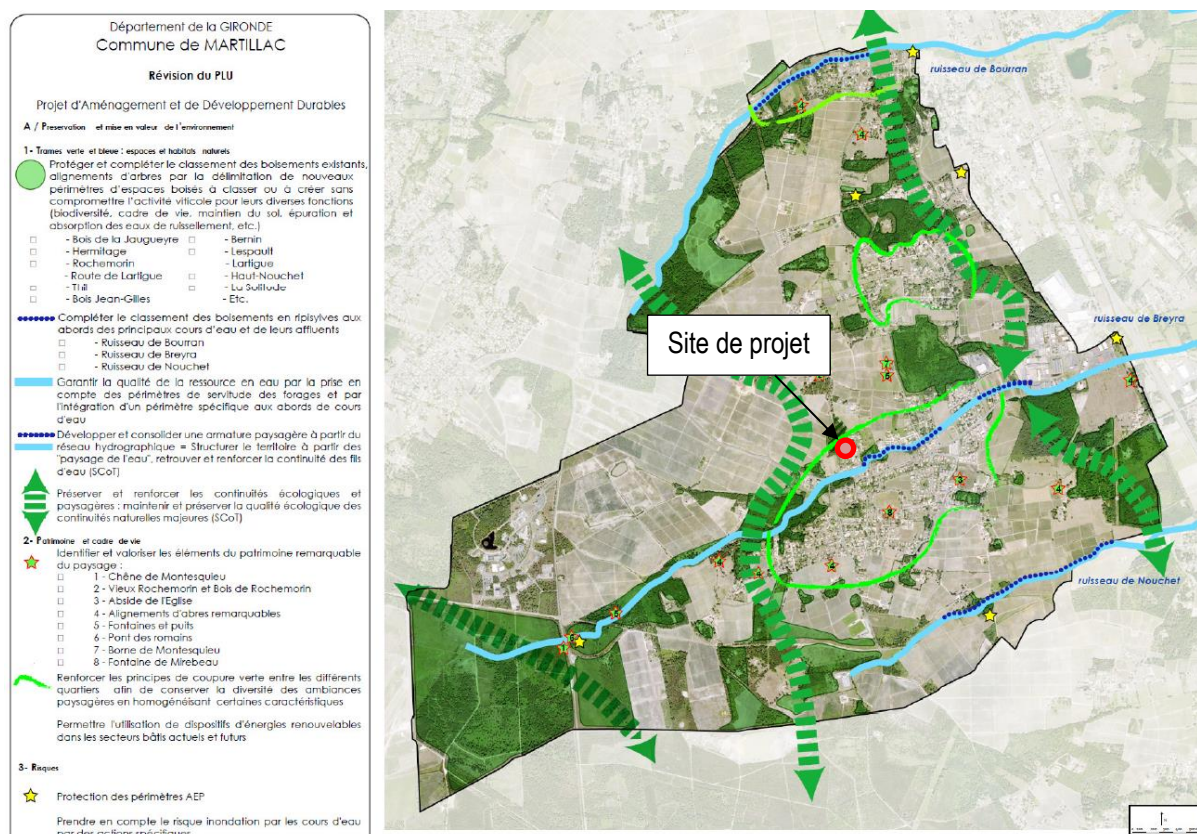 Département de la GIRONDE
Commune de MARTILLAC
Révision du PLU
Projet d'Aménagement et de Développement Durables
A / Preservation et mise en valeur de l'environnement
1- Trames verte et bleue : espaces et habitats naturels
Protéger et compléter le classement des boisements existants,
alignements d'arbres par la délimitation de nouveaux
périmètres d'espaces boisés à classer ou à créer sans
compromettre l'activité viticole pour leurs diverses fonctions
(biodiversité, cadre de vie, maintien du sol, épuration et
absorption des eaux de ruissellement, etc.)
- Bois de la Jaugueyre - Bernin
- Hermitage - Lespault
- Rochemorin - Lartigue
- Route de Lartigue - Haut-Nouchet
- Thil - La Solitude
- Bois Jean-Gilles - Etc.
Compléter le classement des boisements en ripisylves aux
abords des principaux cours d'eau et de leurs affluents
- Ruisseau de Bourran
- Ruisseau de Breyra
- Ruisseau de Nouchet
Garantir la qualité de la ressource en eau par la prise en
compte des périmètres de servitude des forages et par
l'intégration d'un périmètre spécifique aux abords de cours
d'eau
Développer et consolider une armature paysagère à partir du
réseau hydrographique = Structurer le territoire à partir des
"paysage de l'eau", retrouver et renforcer la continuité des fils
d'eau (SCoT)
Préserver et renforcer les continuités écologiques et
paysagères : maintenir et préserver la qualité écologique des
continuités naturelles majeures (SCoT)
2- Patrimoine et cadre de vie
Identifier et valoriser les éléments du patrimoine remarquable
du paysage :
1 - Chêne de Montesquieu
2 - Vieux Rochemorin et Bois de Rochemorin
3 - Abside de l'Eglise
4 - Alignements d'abres remarquables
5 - Fontaines et puits
6 - Pont des romains
7 - Borne de Montesquieu
8 - Fontaine de Mirebeau
Renforcer les principes de coupure verte entre les différents
quartiers afin de conserver la diversité des ambiances
paysagères en homogénéisant certaines caractéristiques
Permettre l'utilisation de dispositifs d'énergies renouvelables
dans les secteurs bâtis actuels et futurs
3- Risques
Protection des périmètres AEP
Prendre en compte le risque inondation par les cours d'eau
par des actions spécifiques
ruisseau de Bourran
ruisseau de Breyra
Site de projet
ruisseau de Nouchet